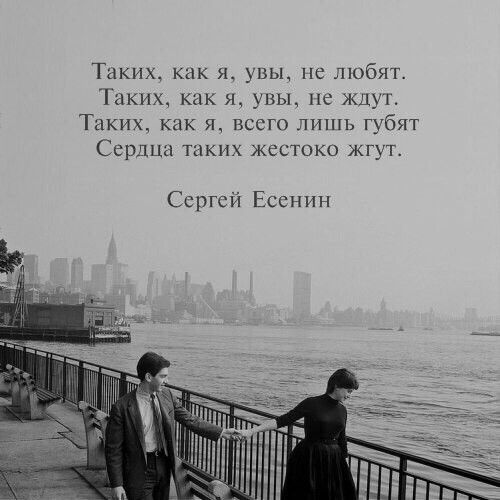 Таких, как я, увы, не любят.
Таких, как я, увы, не ждут.
Таких, как я, всего лишь губят
Сердца таких жестоко жгут.
Сергей Есенин